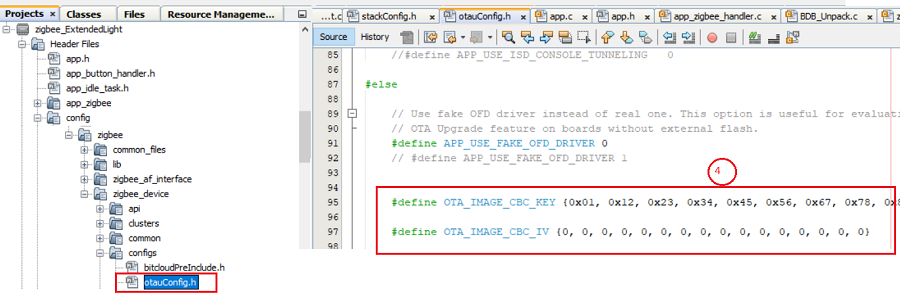 Projects × Classes Files Resource Manageme...
zigbee_ExtendedLight
Header Files
app.h
app_button_handler.h
app_idle_task.h
app_zigbee
config
zigbee
common_files
lib
zigbee_af_interface
zigbee_device
api
clusters
common
configs
bitcloudPreInclude.h
otauConfig.h
...t.c stackConfig.h otauConfig.h app.c app.h app_zigbee_handler.c BDB_Unpack.c
Source History
85 //#define APP_USE_ISD_CONSOLE_TUNNELING 0
86
87 #else
88
89 // Use fake OFD driver instead of real one. This option is useful for evaluati
90 // OTA Upgrade feature on boards without external flash.
91 #define APP_USE_FAKE_OFD_DRIVER 0
92 // #define APP_USE_FAKE_OFD_DRIVER 1
93
4
94
95 #define OTA_IMAGE_CBC_KEY {0x01, 0x12, 0x23, 0x34, 0x45, 0x56, 0x67, 0x78,
96
97 #define OTA_IMAGE_CBC_IV {0, 0, 0, 0, 0, 0, 0, 0, 0, 0, 0, 0, 0, 0, 0, 0}
98